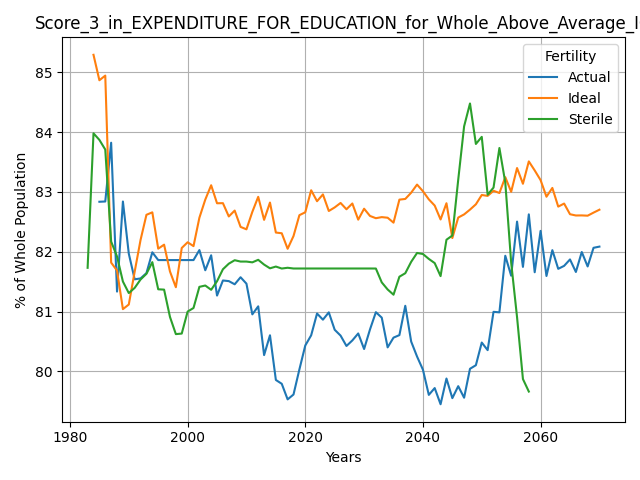 Score_3_in_EXPENDITURE_FOR_EDUCATION_for_Whole_Above_Average_I
Fertility
Actual
Ideal
Sterile
85
84
83
82
81
80
% of Whole Population
1980
2000
2020
2040
2060
Years